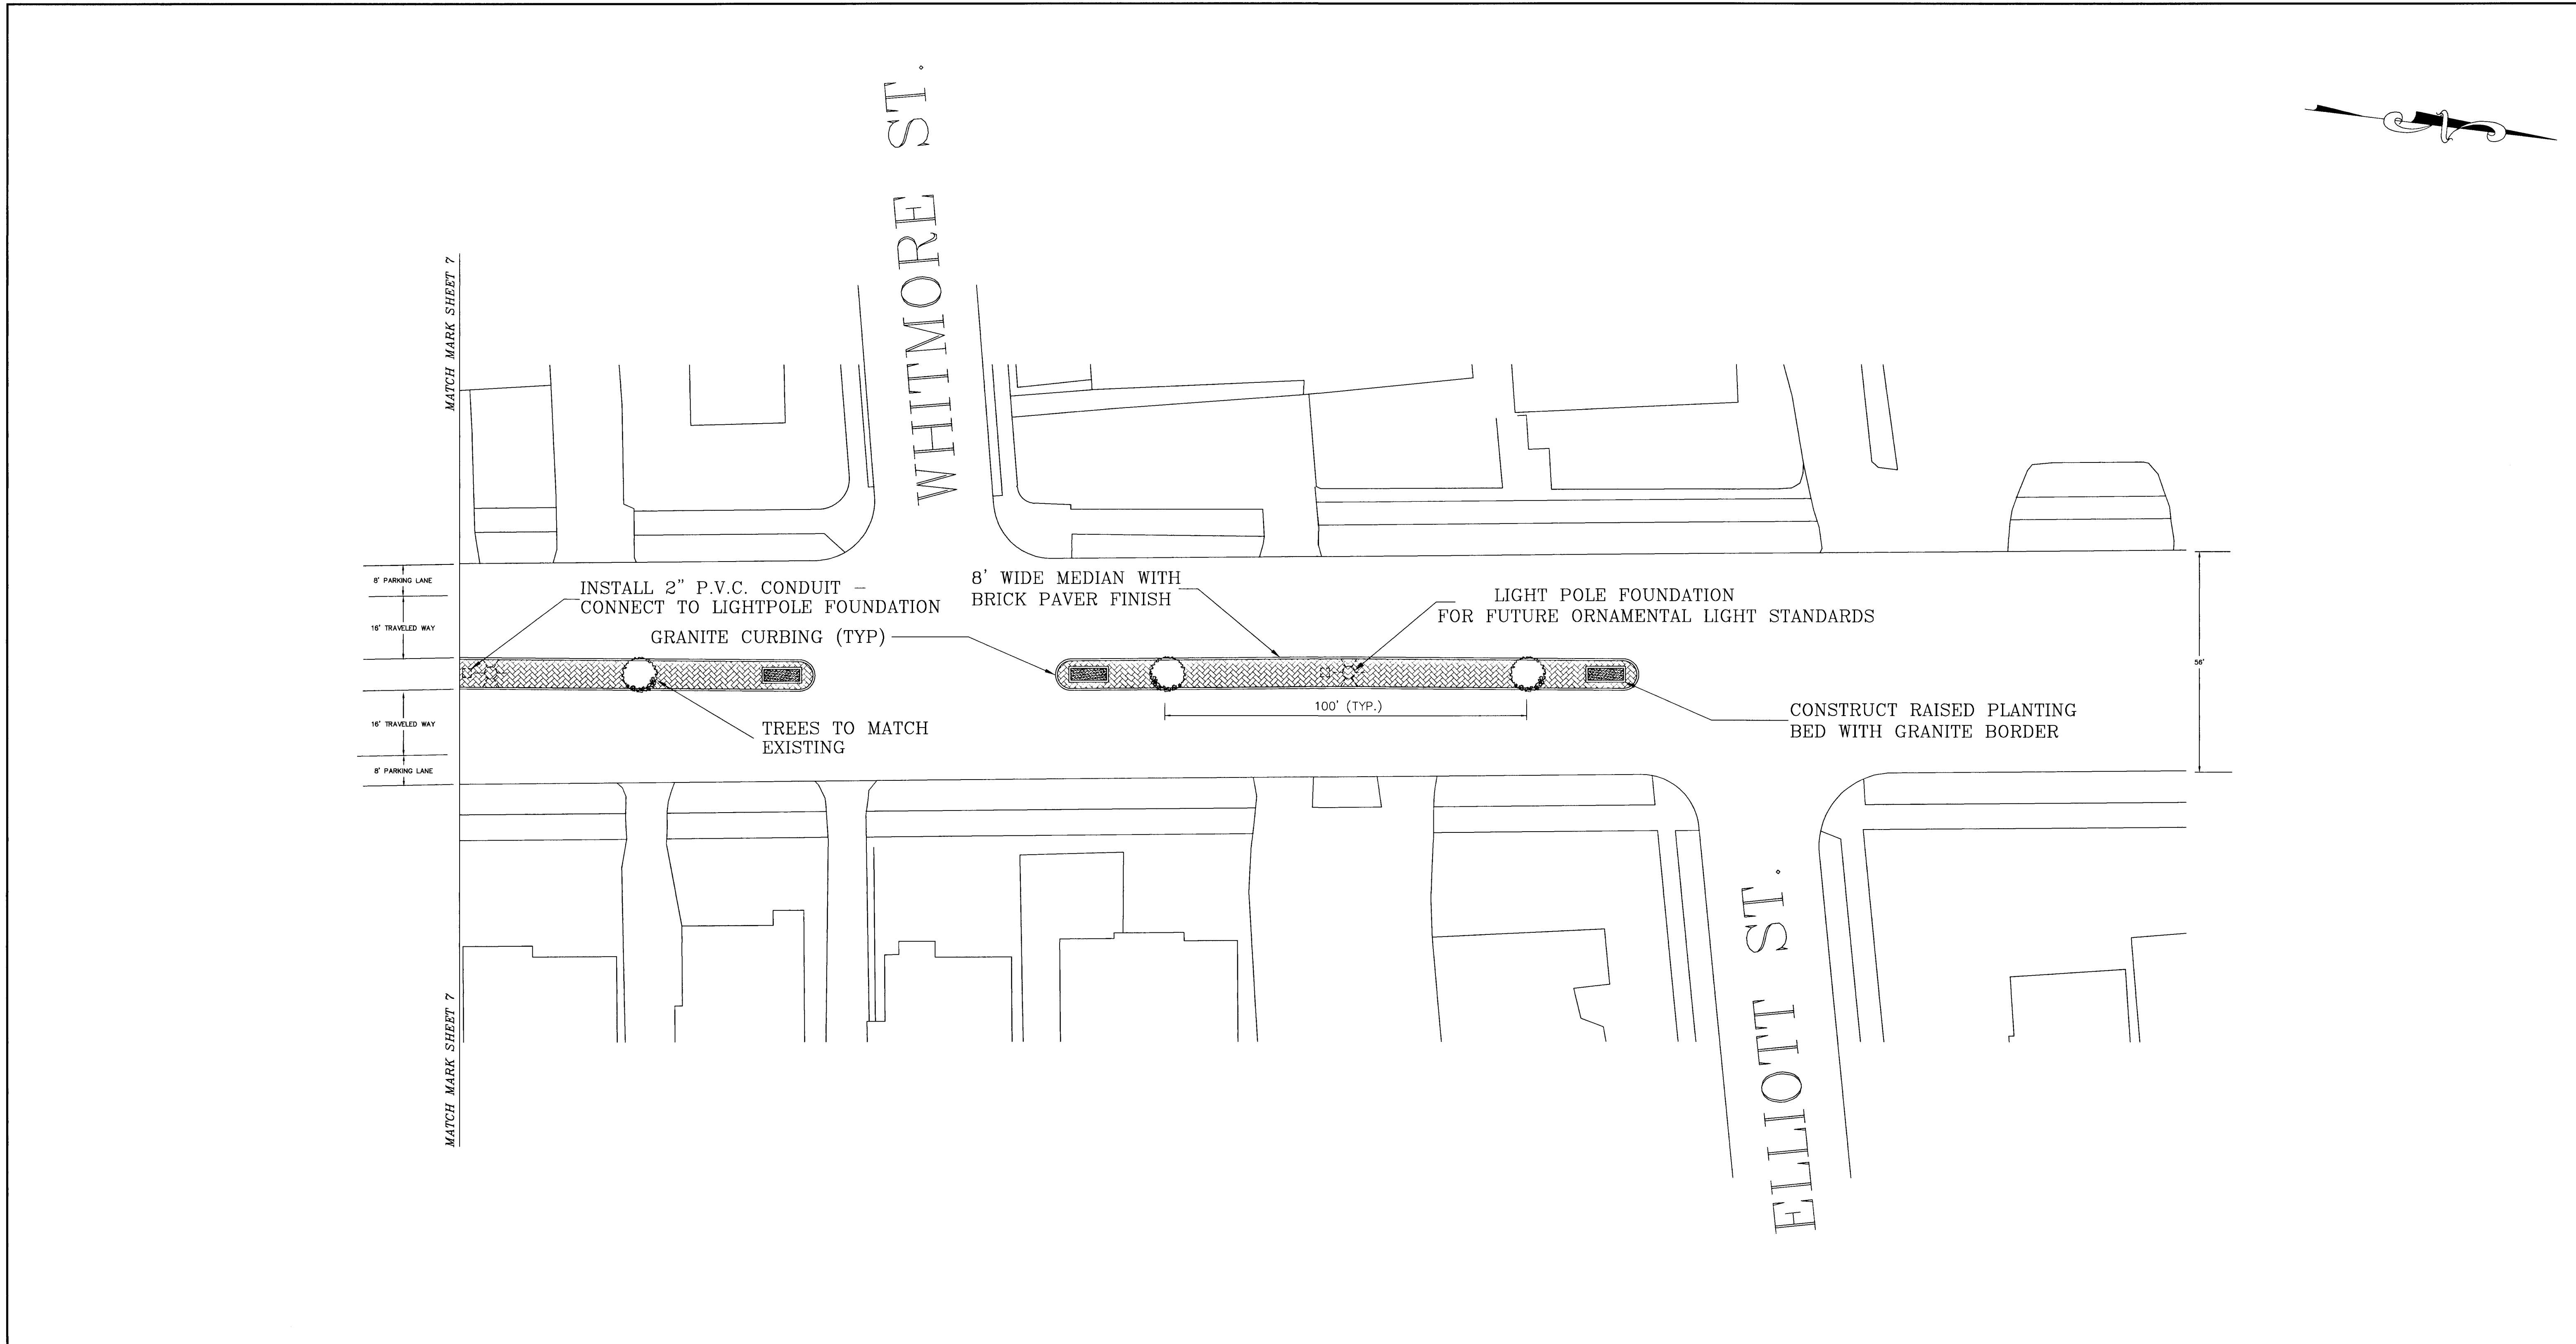 WHITMORE ST.
MATCH MARK SHEET 7
8' PARKING LANE
16' TRAVELED WAY
16' TRAVELED WAY
8' PARKING LANE
INSTALL 2" P.V.C. CONDUIT –
CONNECT TO LIGHTPOLE FOUNDATION
GRANITE CURBING (TYP)
8' WIDE MEDIAN WITH
BRICK PAVER FINISH
LIGHT POLE FOUNDATION
FOR FUTURE ORNAMENTAL LIGHT STANDARDS
56'
100' (TYP.)
TREES TO MATCH
EXISTING
CONSTRUCT RAISED PLANTING
BED WITH GRANITE BORDER
MATCH MARK SHEET 7
ELLIOTT ST.